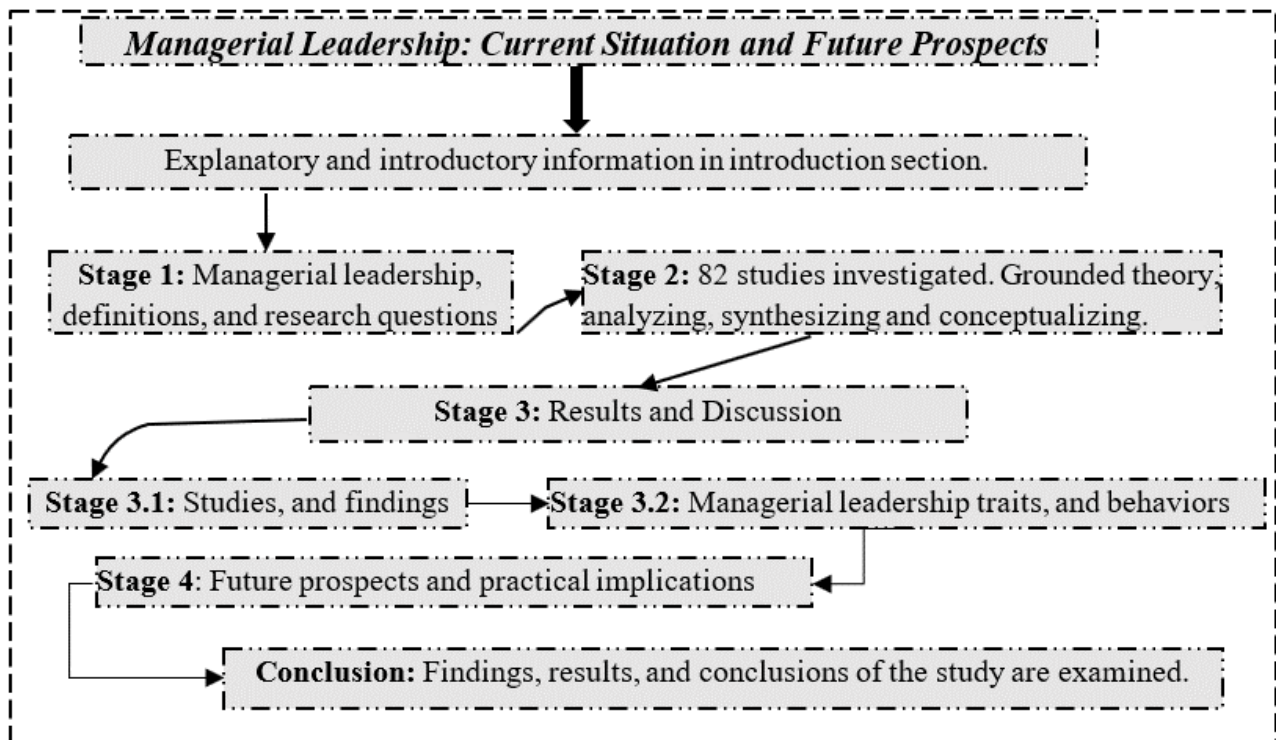 Managerial Leadership: Current Situation and Future Prospects
Explanatory and introductory information in introduction section.
Stage 1: Managerial leadership,
definitions, and research questions
Stage 2: 82 studies investigated. Grounded theory,
analyzing, synthesizing and conceptualizing.
Stage 3: Results and Discussion
Stage 3.1: Studies, and findings
Stage 3.2: Managerial leadership traits, and behaviors
Stage 4: Future prospects and practical implications
Conclusion: Findings, results, and conclusions of the study are examined.